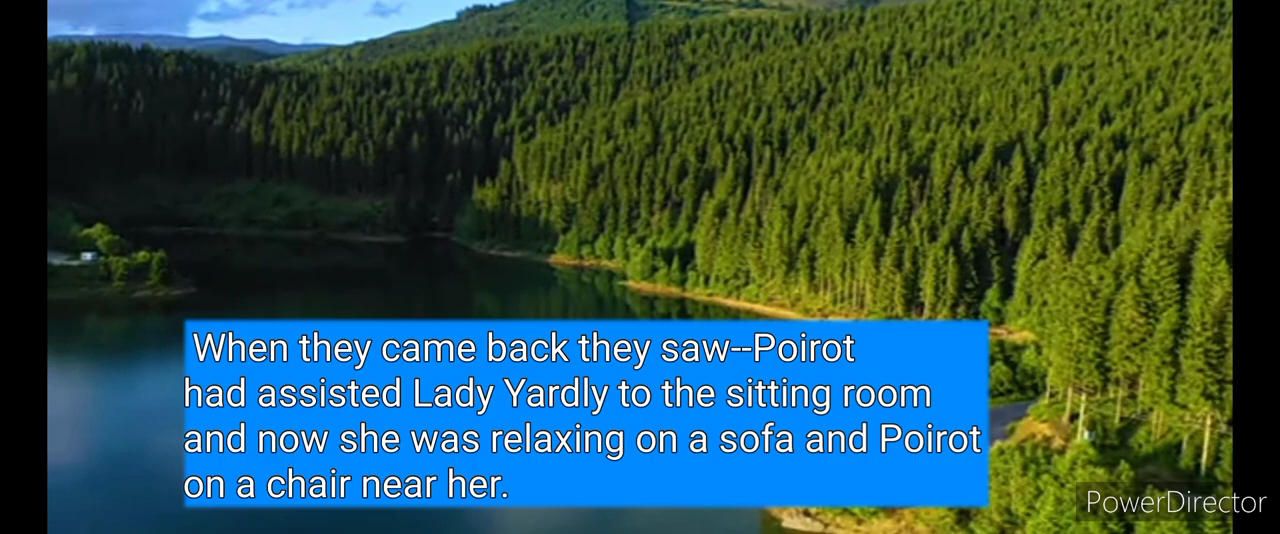 When they came back they saw--Poirot
had assisted Lady Yardly to the sitting room
and now she was relaxing on a sofa and Poirot
on a chair near her.
PowerDirector